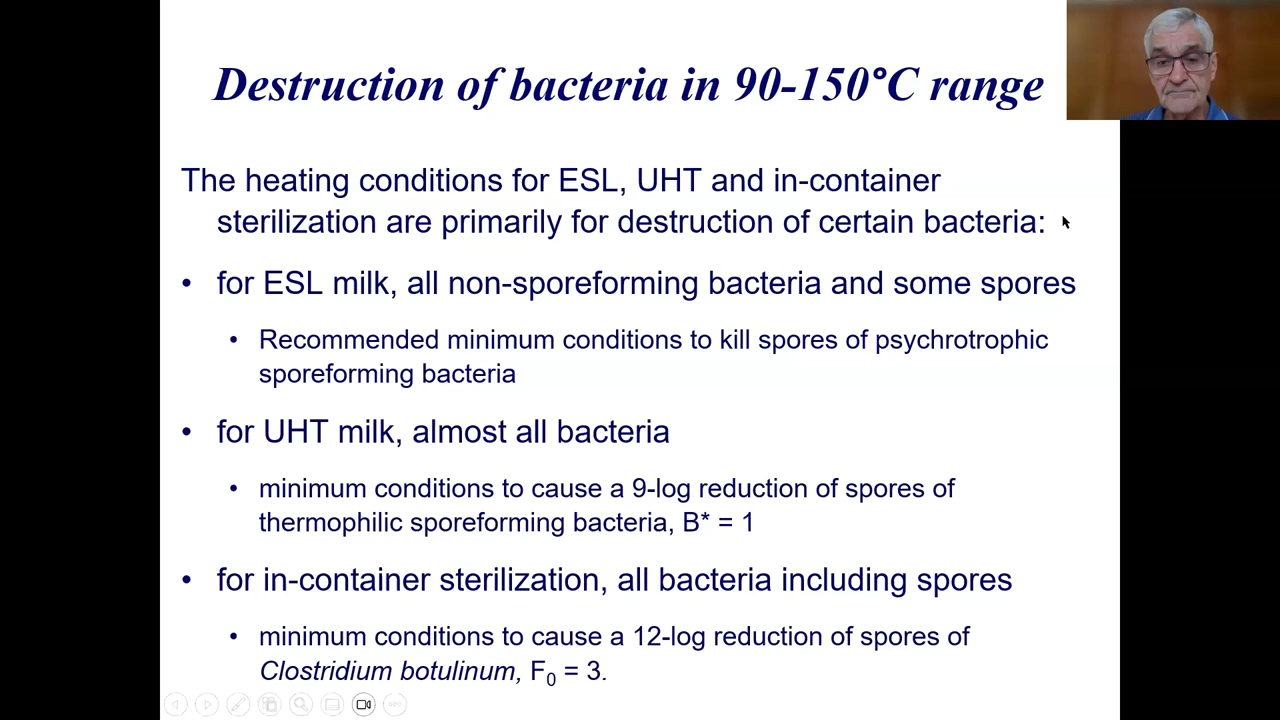 Destruction of bacteria in 90-150°C range
The heating conditions for ESL, UHT and in-container
sterilization are primarily for destruction of certain bacteria:
• for ESL milk, all non-sporeforming bacteria and some spores
• Recommended minimum conditions to kill spores of psychrotrophic
sporeforming bacteria
• for UHT milk, almost all bacteria
• minimum conditions to cause a 9-log reduction of spores of
thermophilic sporeforming bacteria, B* = 1
• for in-container sterilization, all bacteria including spores
• minimum conditions to cause a 12-log reduction of spores of
Clostridium botulinum, F₀ = 3.